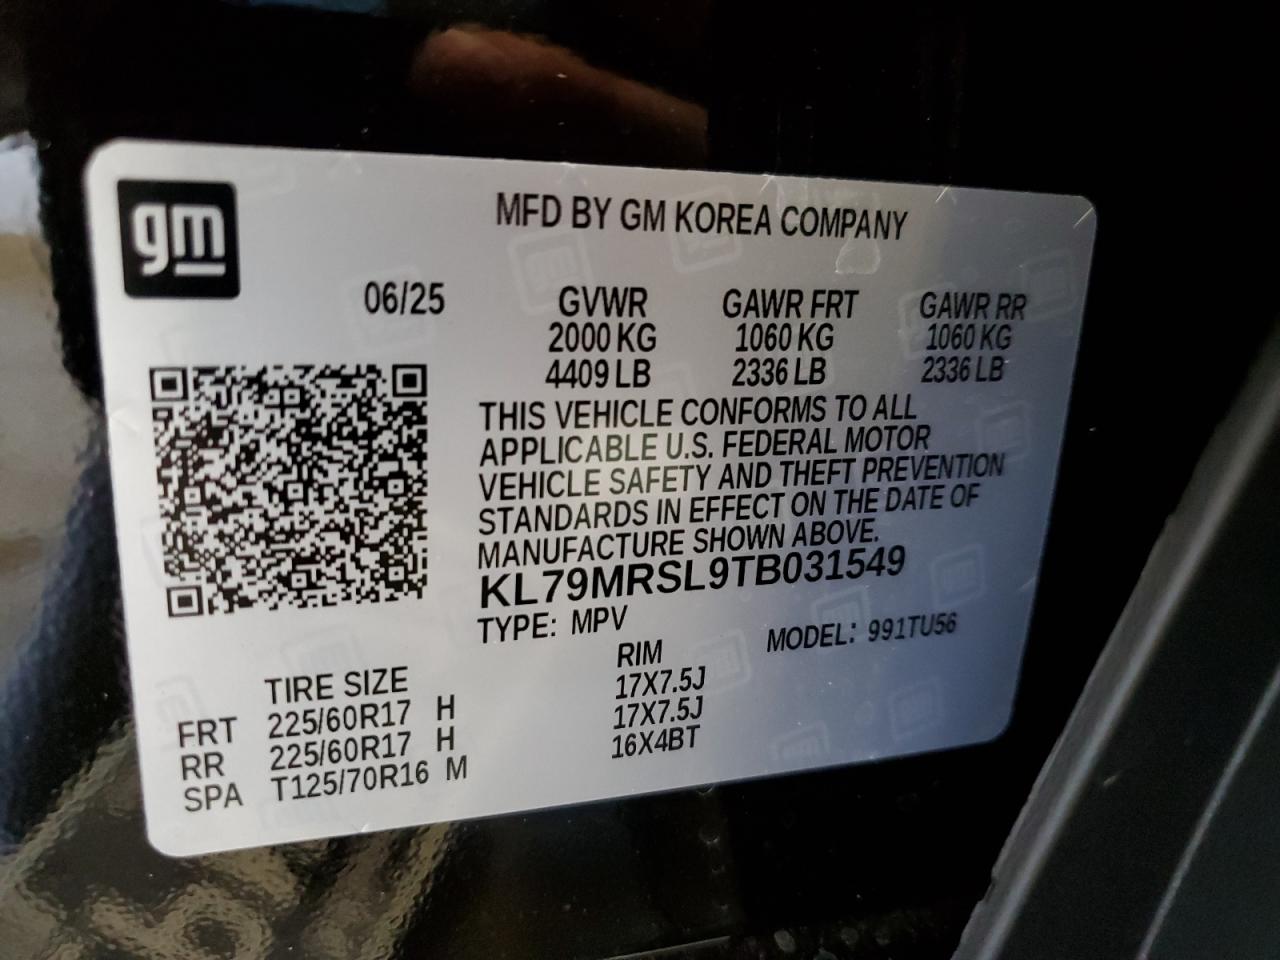 gm
MFD BY GM KOREA COMPANY
06/25 GVWR GAWR FRT GAWR RR
2000 KG 1060 KG 1060 KG
4409 LB 2336 LB 2336 LB
THIS VEHICLE CONFORMS TO ALL
APPLICABLE U.S. FEDERAL MOTOR
VEHICLE SAFETY AND THEFT PREVENTION
STANDARDS IN EFFECT ON THE DATE OF
MANUFACTURE SHOWN ABOVE.
KL79MRSL9TB031549
TYPE: MPV MODEL: 991TU56
TIRE SIZE RIM
FRT 225/60R17 H 17X7.5J
RR 225/60R17 H 17X7.5J
SPA T125/70R16 M 16X4BT